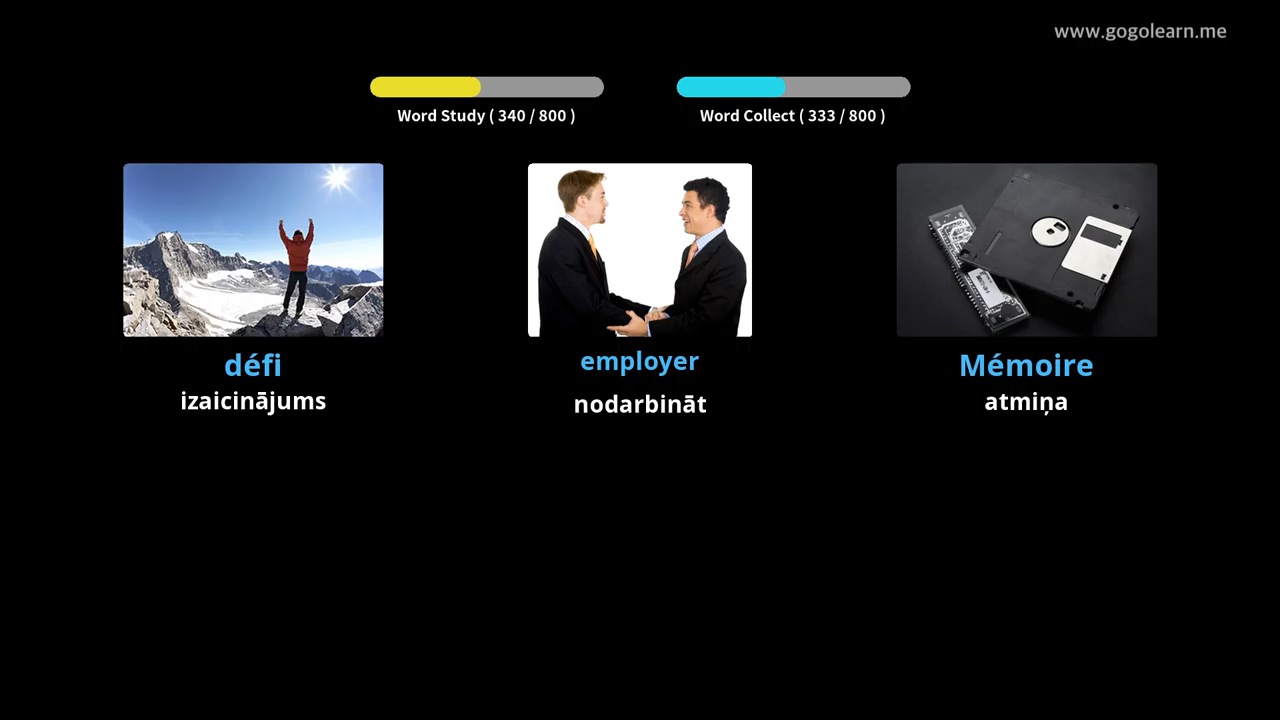 www.gogolearn.me
Word Study ( 340 / 800 )
Word Collect ( 333 / 800 )
défi
izaicinājums
employer
nodarbināt
Mémoire
atmiņa